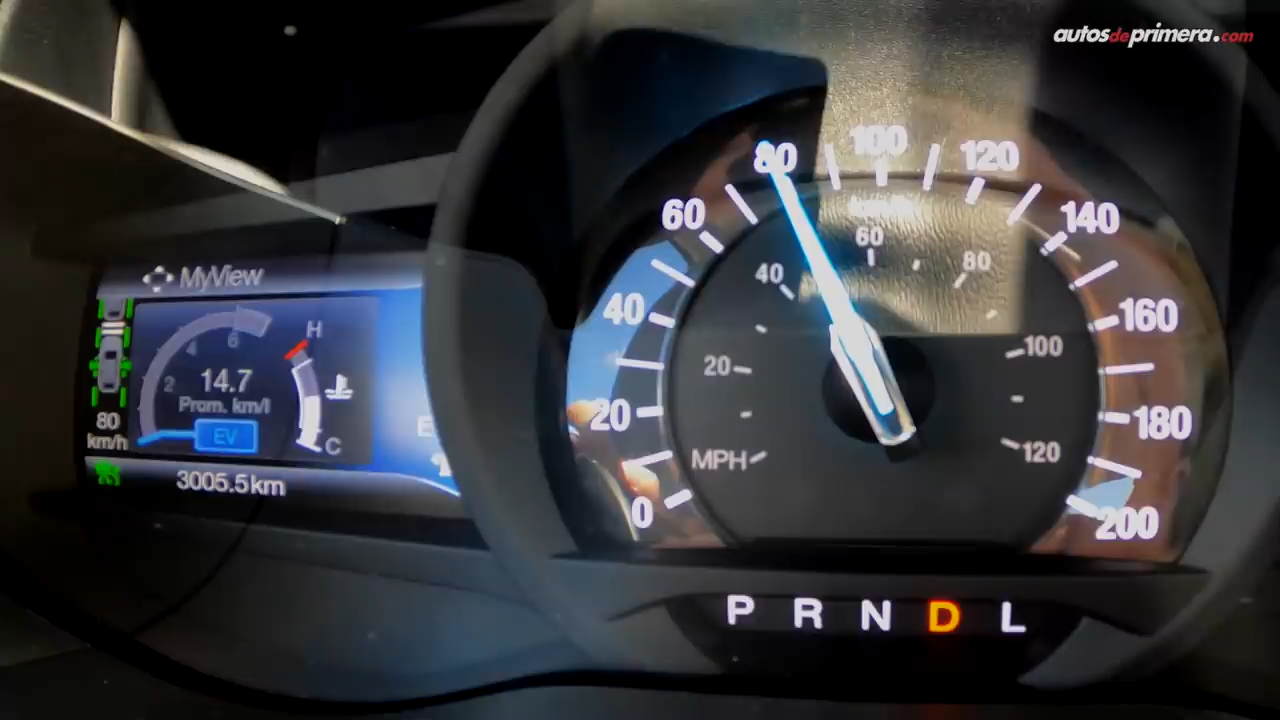 autosdeprimera.com
MyView
H
2 4 6
14.7
Prom. km/l
EV
C
80
km/h
3005.5km
E
0 20 40 60 80 100 120 140 160 180 200
MPH 20 40 60 80 100 120
P R N D L